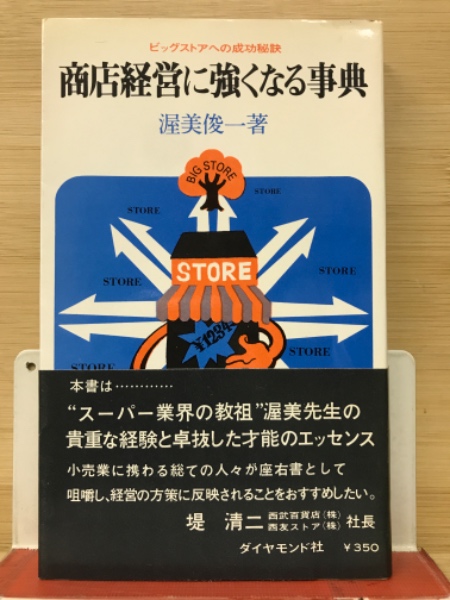 ビッグストアへの成功秘訣
商店経営に強くなる事典
渥美俊一著
BIG STORE
STORE
STORE
STORE
STORE
STORE
STORE
¥1234
STORE
STORE
本書は…………
“スーパー業界の教祖”渥美先生の
貴重な経験と卓抜した才能のエッセンス
小売業に携わる総ての人々が座右書として
咀嚼し、経営の方策に反映されることをおすすめしたい。
堤 清二 西武百貨店(株) 西友ストア(株) 社長
ダイヤモンド社 ¥350